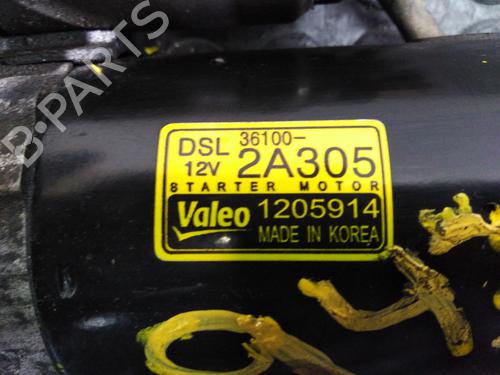 B-PARTS
DSL 36100-
12V 2A305
STARTER MOTOR
Valeo 1205914
MADE IN KOREA